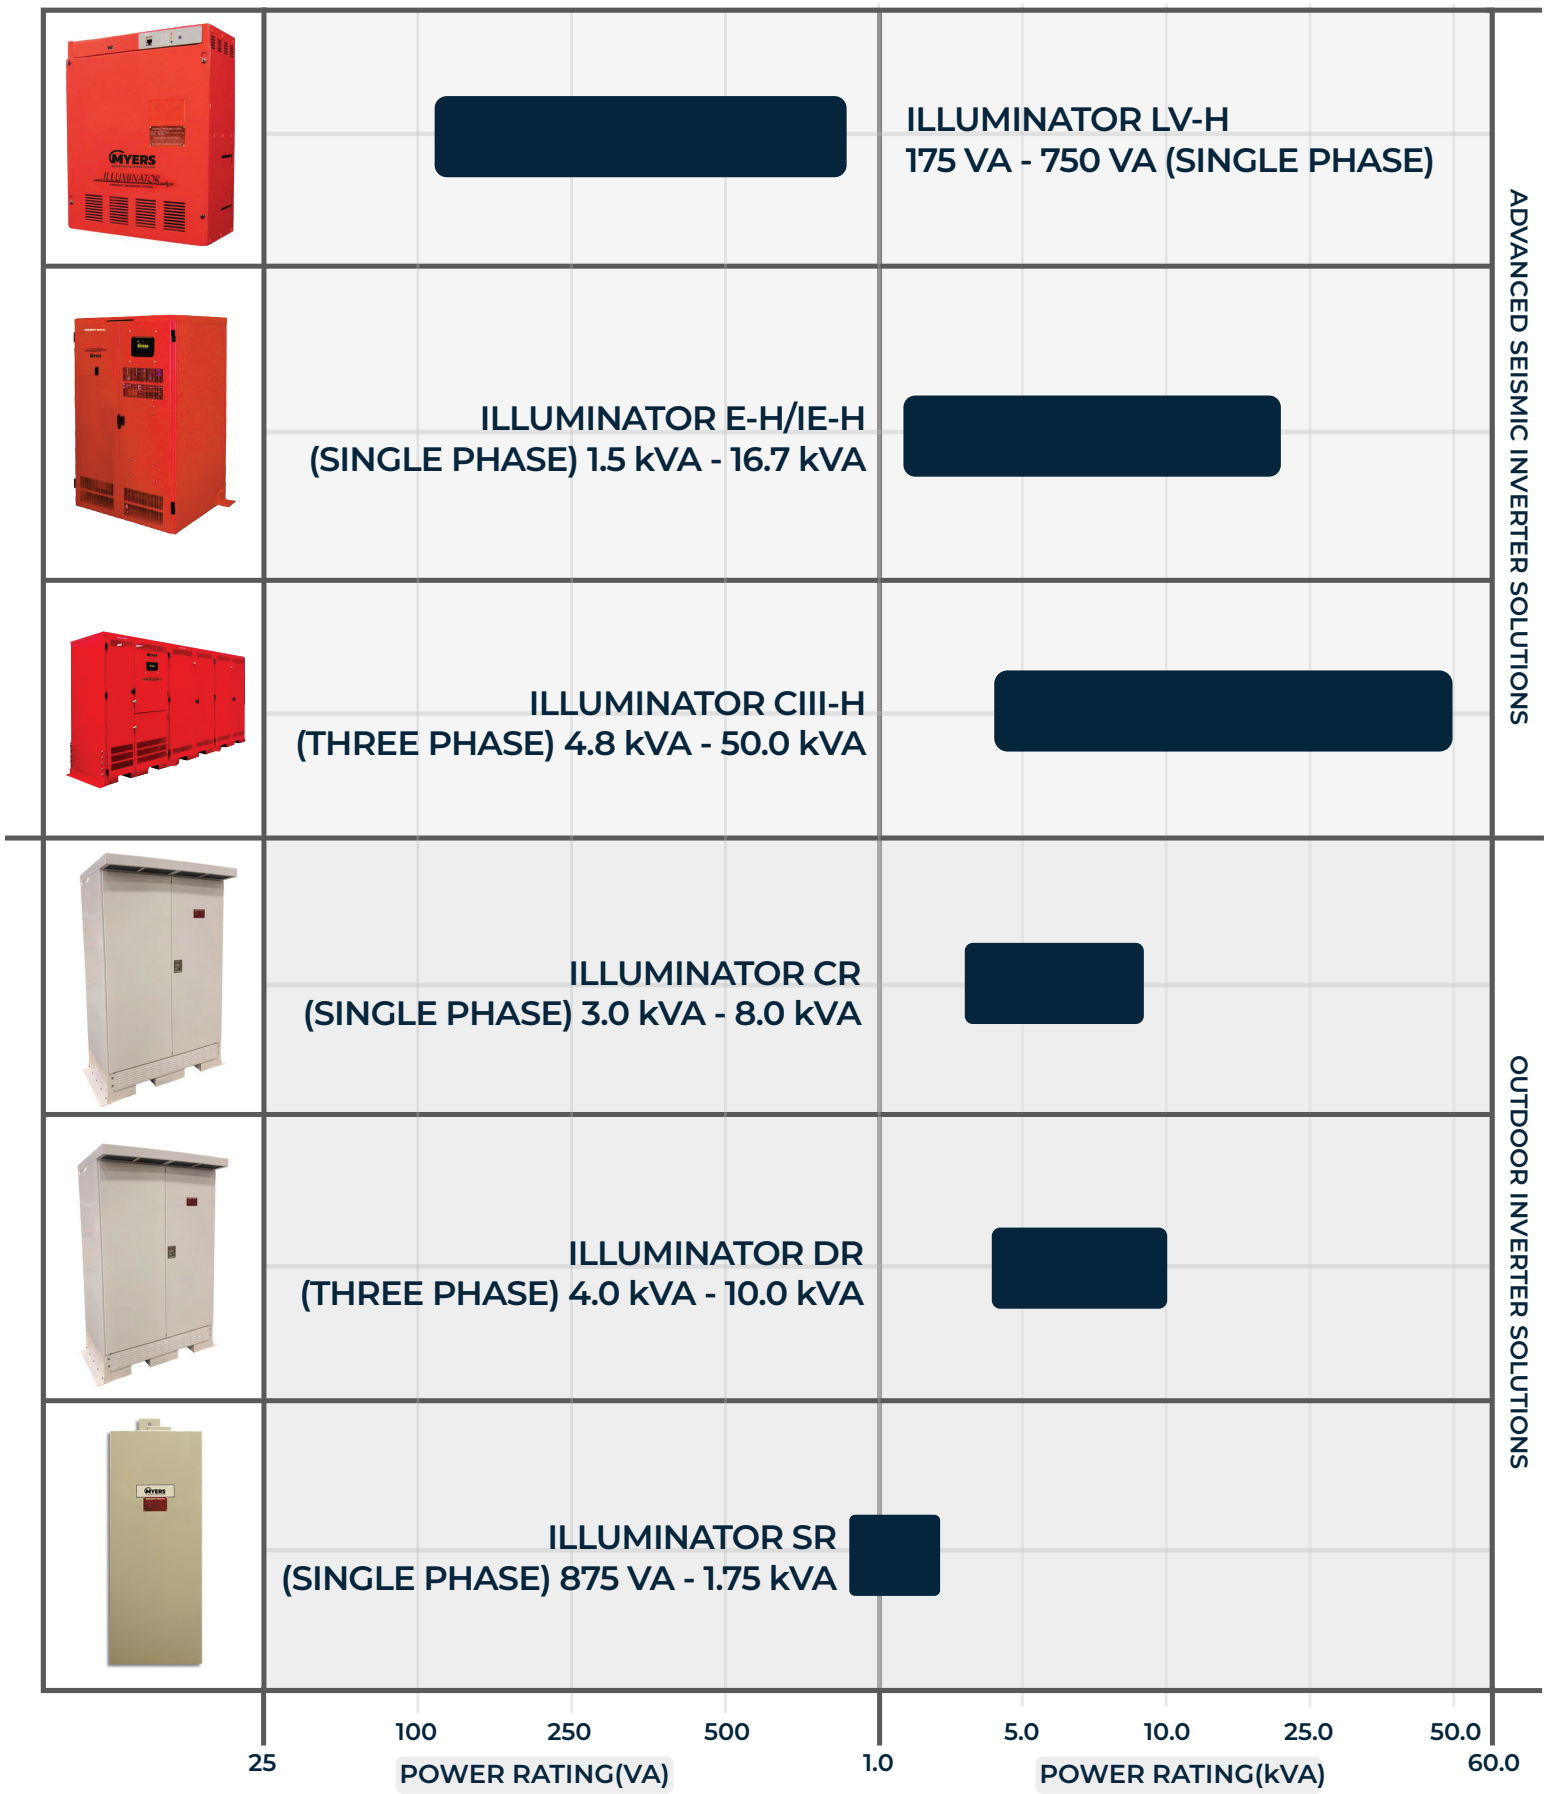 MYERS
ILLUMINATOR
ILLUMINATOR LV-H
175 VA - 750 VA (SINGLE PHASE)
ILLUMINATOR E-H/IE-H
(SINGLE PHASE) 1.5 kVA - 16.7 kVA
ILLUMINATOR CIII-H
(THREE PHASE) 4.8 kVA - 50.0 kVA
ADVANCED SEISMIC INVERTER SOLUTIONS
ILLUMINATOR CR
(SINGLE PHASE) 3.0 kVA - 8.0 kVA
ILLUMINATOR DR
(THREE PHASE) 4.0 kVA - 10.0 kVA
MYERS
ILLUMINATOR SR
(SINGLE PHASE) 875 VA - 1.75 kVA
OUTDOOR INVERTER SOLUTIONS
100 250 500 5.0 10.0 25.0 50.0
25 1.0 60.0
POWER RATING(VA) POWER RATING(kVA)